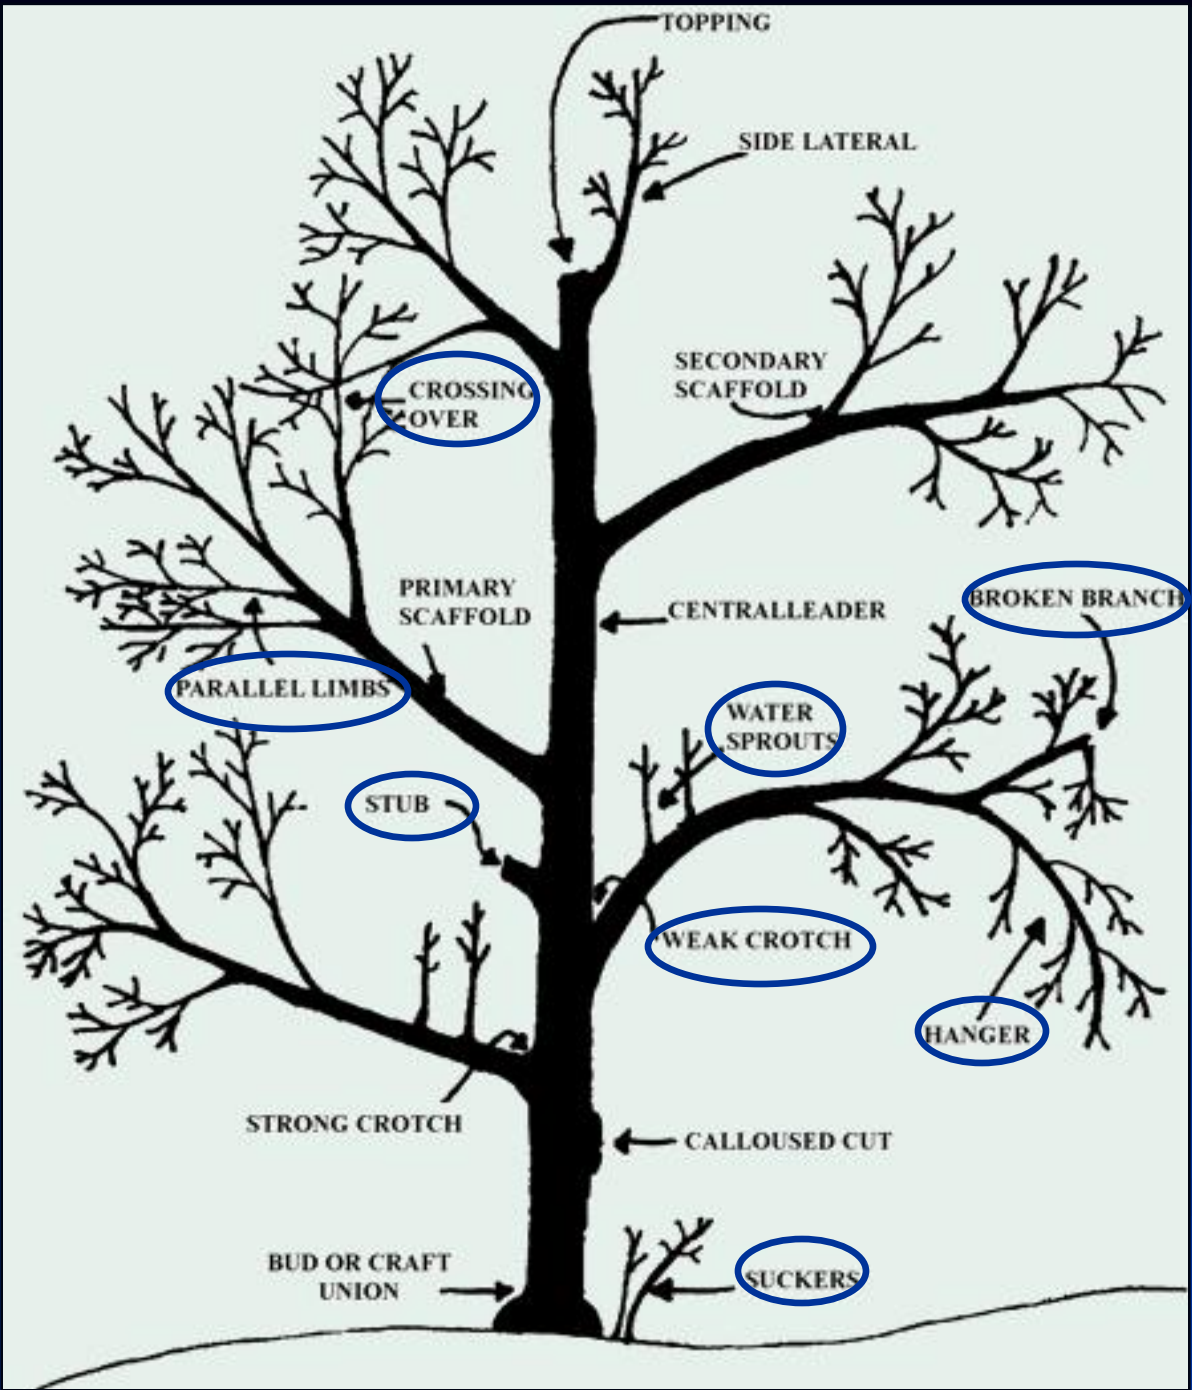 TOPPING
SIDE LATERAL
SECONDARY
SCAFFOLD
CROSSING
OVER
PRIMARY
SCAFFOLD
CENTRALLEADER
BROKEN BRANCH
PARALLEL LIMBS
WATER
SPROUTS
STUB
WEAK CROTCH
HANGER
STRONG CROTCH
CALLOUSED CUT
BUD OR CRAFT
UNION
SUCKERS